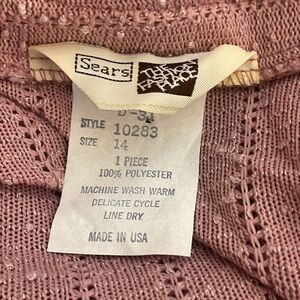 Sears
THE
FASHION
PLACE
STYLE 10283
SIZE 14
1 PIECE
100% POLYESTER
MACHINE WASH WARM
DELICATE CYCLE
LINE DRY
MADE IN USA